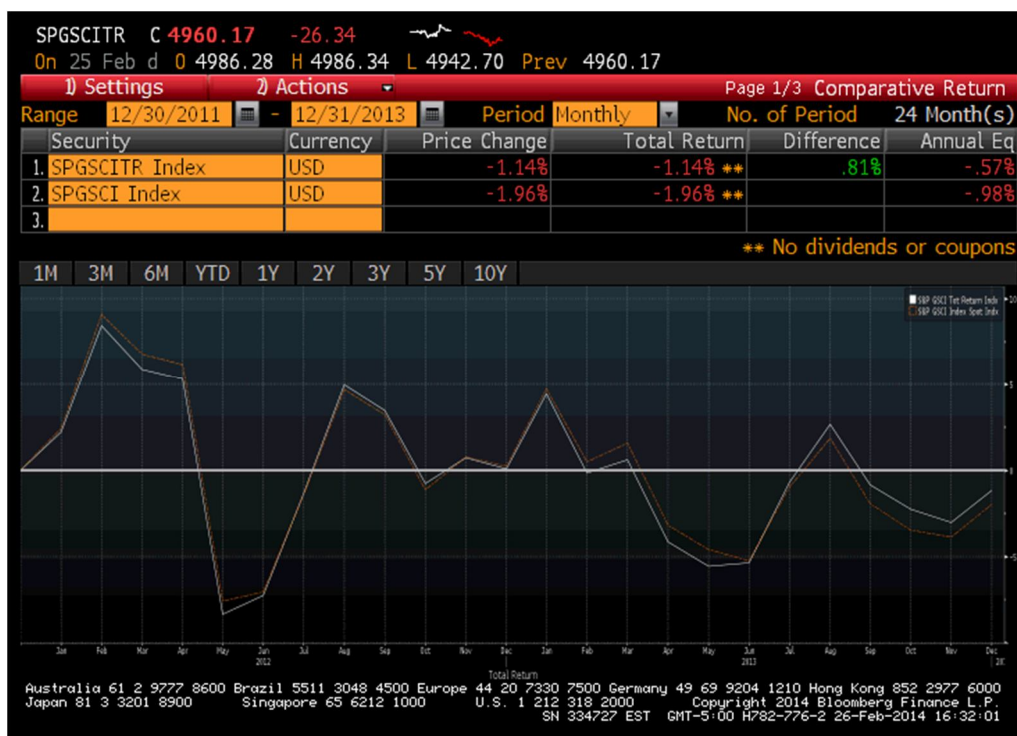 SPGSCITR C 4960.17 -26.34
On 25 Feb d O 4986.28 H 4986.34 L 4942.70 Prev 4960.17
1) Settings 2) Actions Page 1/3 Comparative Return
Range 12/30/2011 - 12/31/2013 Period Monthly No. of Period 24 Month(s)
Security Currency Price Change Total Return Difference Annual Eq
1. SPGSCITR Index USD -1.14% -1.14% ** .81% -.57%
2. SPGSCI Index USD -1.96% -1.96% ** -.98%
3.
** No dividends or coupons
1M 3M 6M YTD 1Y 2Y 3Y 5Y 10Y
S&P GSCI Tot Return Indx
S&P GSCI Index Spot Indx
10
5
0
-5
Jan Feb Mar Apr May Jun Jul Aug Sep Oct Nov Dec Jan Feb Mar Apr May Jun Jul Aug Sep Oct Nov Dec
2012 2013
Total Return
Australia 61 2 9777 8600 Brazil 5511 3048 4500 Europe 44 20 7330 7500 Germany 49 69 9204 1210 Hong Kong 852 2977 6000
Japan 81 3 3201 8900 Singapore 65 6212 1000 U.S. 1 212 318 2000 Copyright 2014 Bloomberg Finance L.P.
SN 334727 EST GMT-5:00 H782-776-2 26-Feb-2014 16:32:01